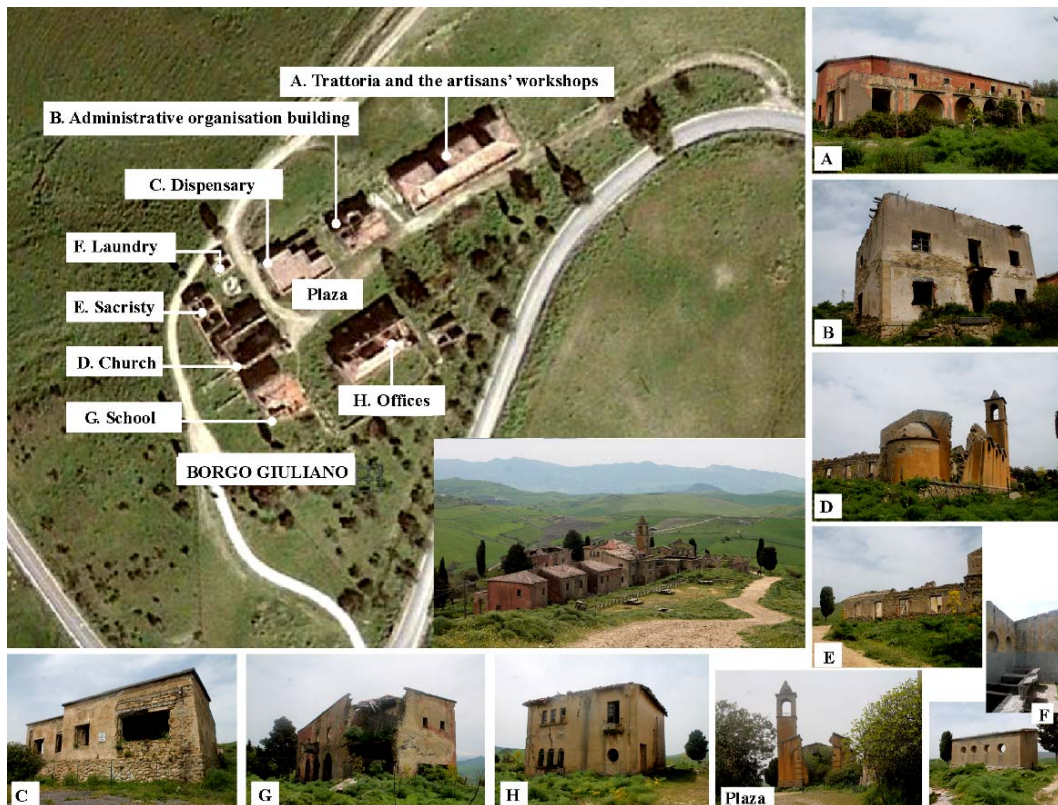 A. Trattoria and the artisans' workshops
B. Administrative organisation building
C. Dispensary
F. Laundry
Plaza
E. Sacristy
D. Church
H. Offices
G. School
BORGO GIULIANO
A
B
D
E
F
C
G
H
Plaza